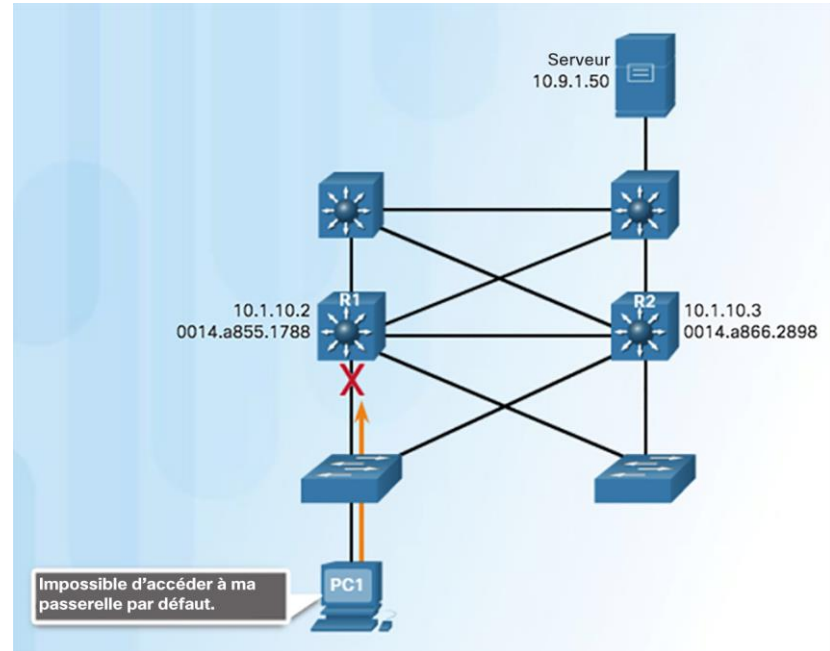 Serveur
10.9.1.50
R1
R2
10.1.10.2
0014.a855.1788
10.1.10.3
0014.a866.2898
X
Impossible d’accéder à ma
passerelle par défaut.
PC1